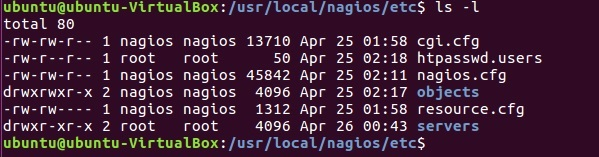 ubuntu@ubuntu-VirtualBox:/usr/local/nagios/etc$ ls -l
total 80
-rw-rw-r-- 1 nagios nagios 13710 Apr 25 01:58 cgi.cfg
-rw-r--r-- 1 root   root      50 Apr 25 02:18 htpasswd.users
-rw-rw-r-- 1 nagios nagios 45842 Apr 25 02:11 nagios.cfg
drwxrwxr-x 2 nagios nagios  4096 Apr 25 02:17 objects
-rw-rw---- 1 nagios nagios  1312 Apr 25 01:58 resource.cfg
drwxr-xr-x 2 root   root    4096 Apr 26 00:43 servers
ubuntu@ubuntu-VirtualBox:/usr/local/nagios/etc$